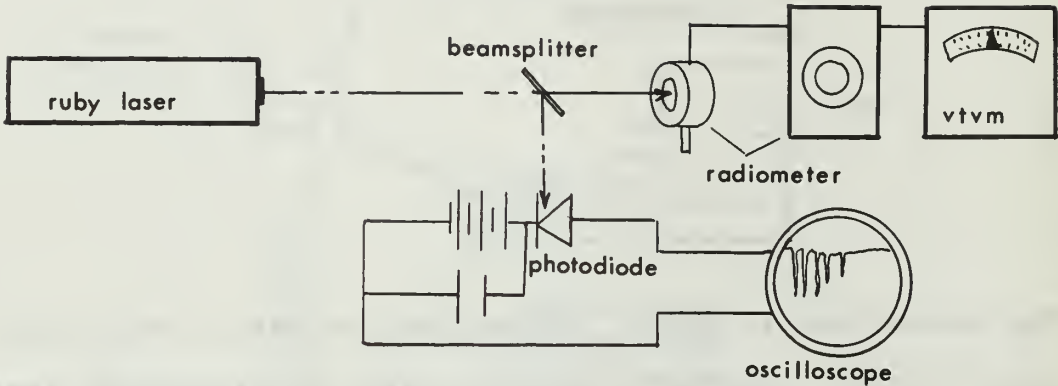 beamsplitter
ruby laser
vtvm
radiometer
photodiode
oscilloscope